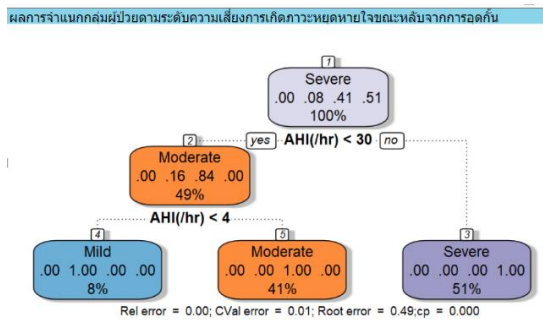 ผลการจำแนกกลุ่มผู้ป่วยตามระดับความเสี่ยงการเกิดภาวะหยุดหายใจขณะหลับจากการอุดกั้น
1
Severe
.00 .08 .41 .51
100%
yes AHI(/hr) < 30 no
2
Moderate
.00 .16 .84 .00
49%
AHI(/hr) < 4
4
Mild
.00 1.00 .00 .00
8%
5
Moderate
.00 .00 1.00 .00
41%
3
Severe
.00 .00 .00 1.00
51%
Rel error = 0.00; CVal error = 0.01; Root error = 0.49;cp = 0.000